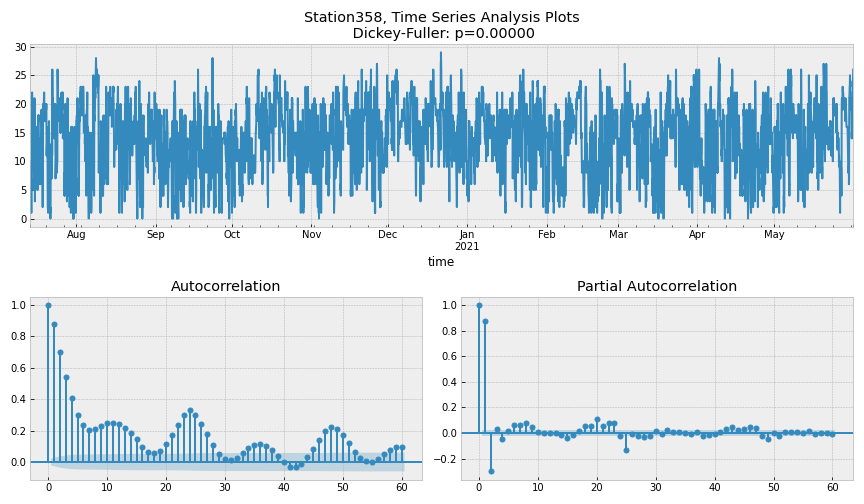 Station358, Time Series Analysis Plots
Dickey-Fuller: p=0.00000
30
25
20
15
10
5
0
Aug Sep Oct Nov Dec Jan Feb Mar Apr May
2021
time
Autocorrelation Partial Autocorrelation
1.0 1.0
0.8 0.8
0.6 0.6
0.4 0.4
0.2 0.2
0.0 0.0
−0.2
0 10 20 30 40 50 60 0 10 20 30 40 50 60